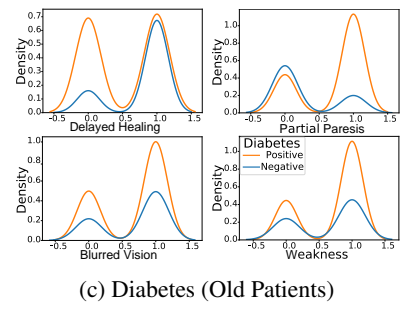 Density
0.7
0.6
0.5
0.4
0.3
0.2
0.1
0.0
-0.5 0.0 0.5 1.0 1.5
Delayed Healing
Density
1.0
0.8
0.6
0.4
0.2
0.0
-0.5 0.0 0.5 1.0 1.5
Partial Paresis
Density
1.0
0.8
0.6
0.4
0.2
0.0
-0.5 0.0 0.5 1.0 1.5
Blurred Vision
Density
1.0
0.8
0.6
0.4
0.2
0.0
Diabetes
Positive
Negative
-0.5 0.0 0.5 1.0 1.5
Weakness
(c) Diabetes (Old Patients)